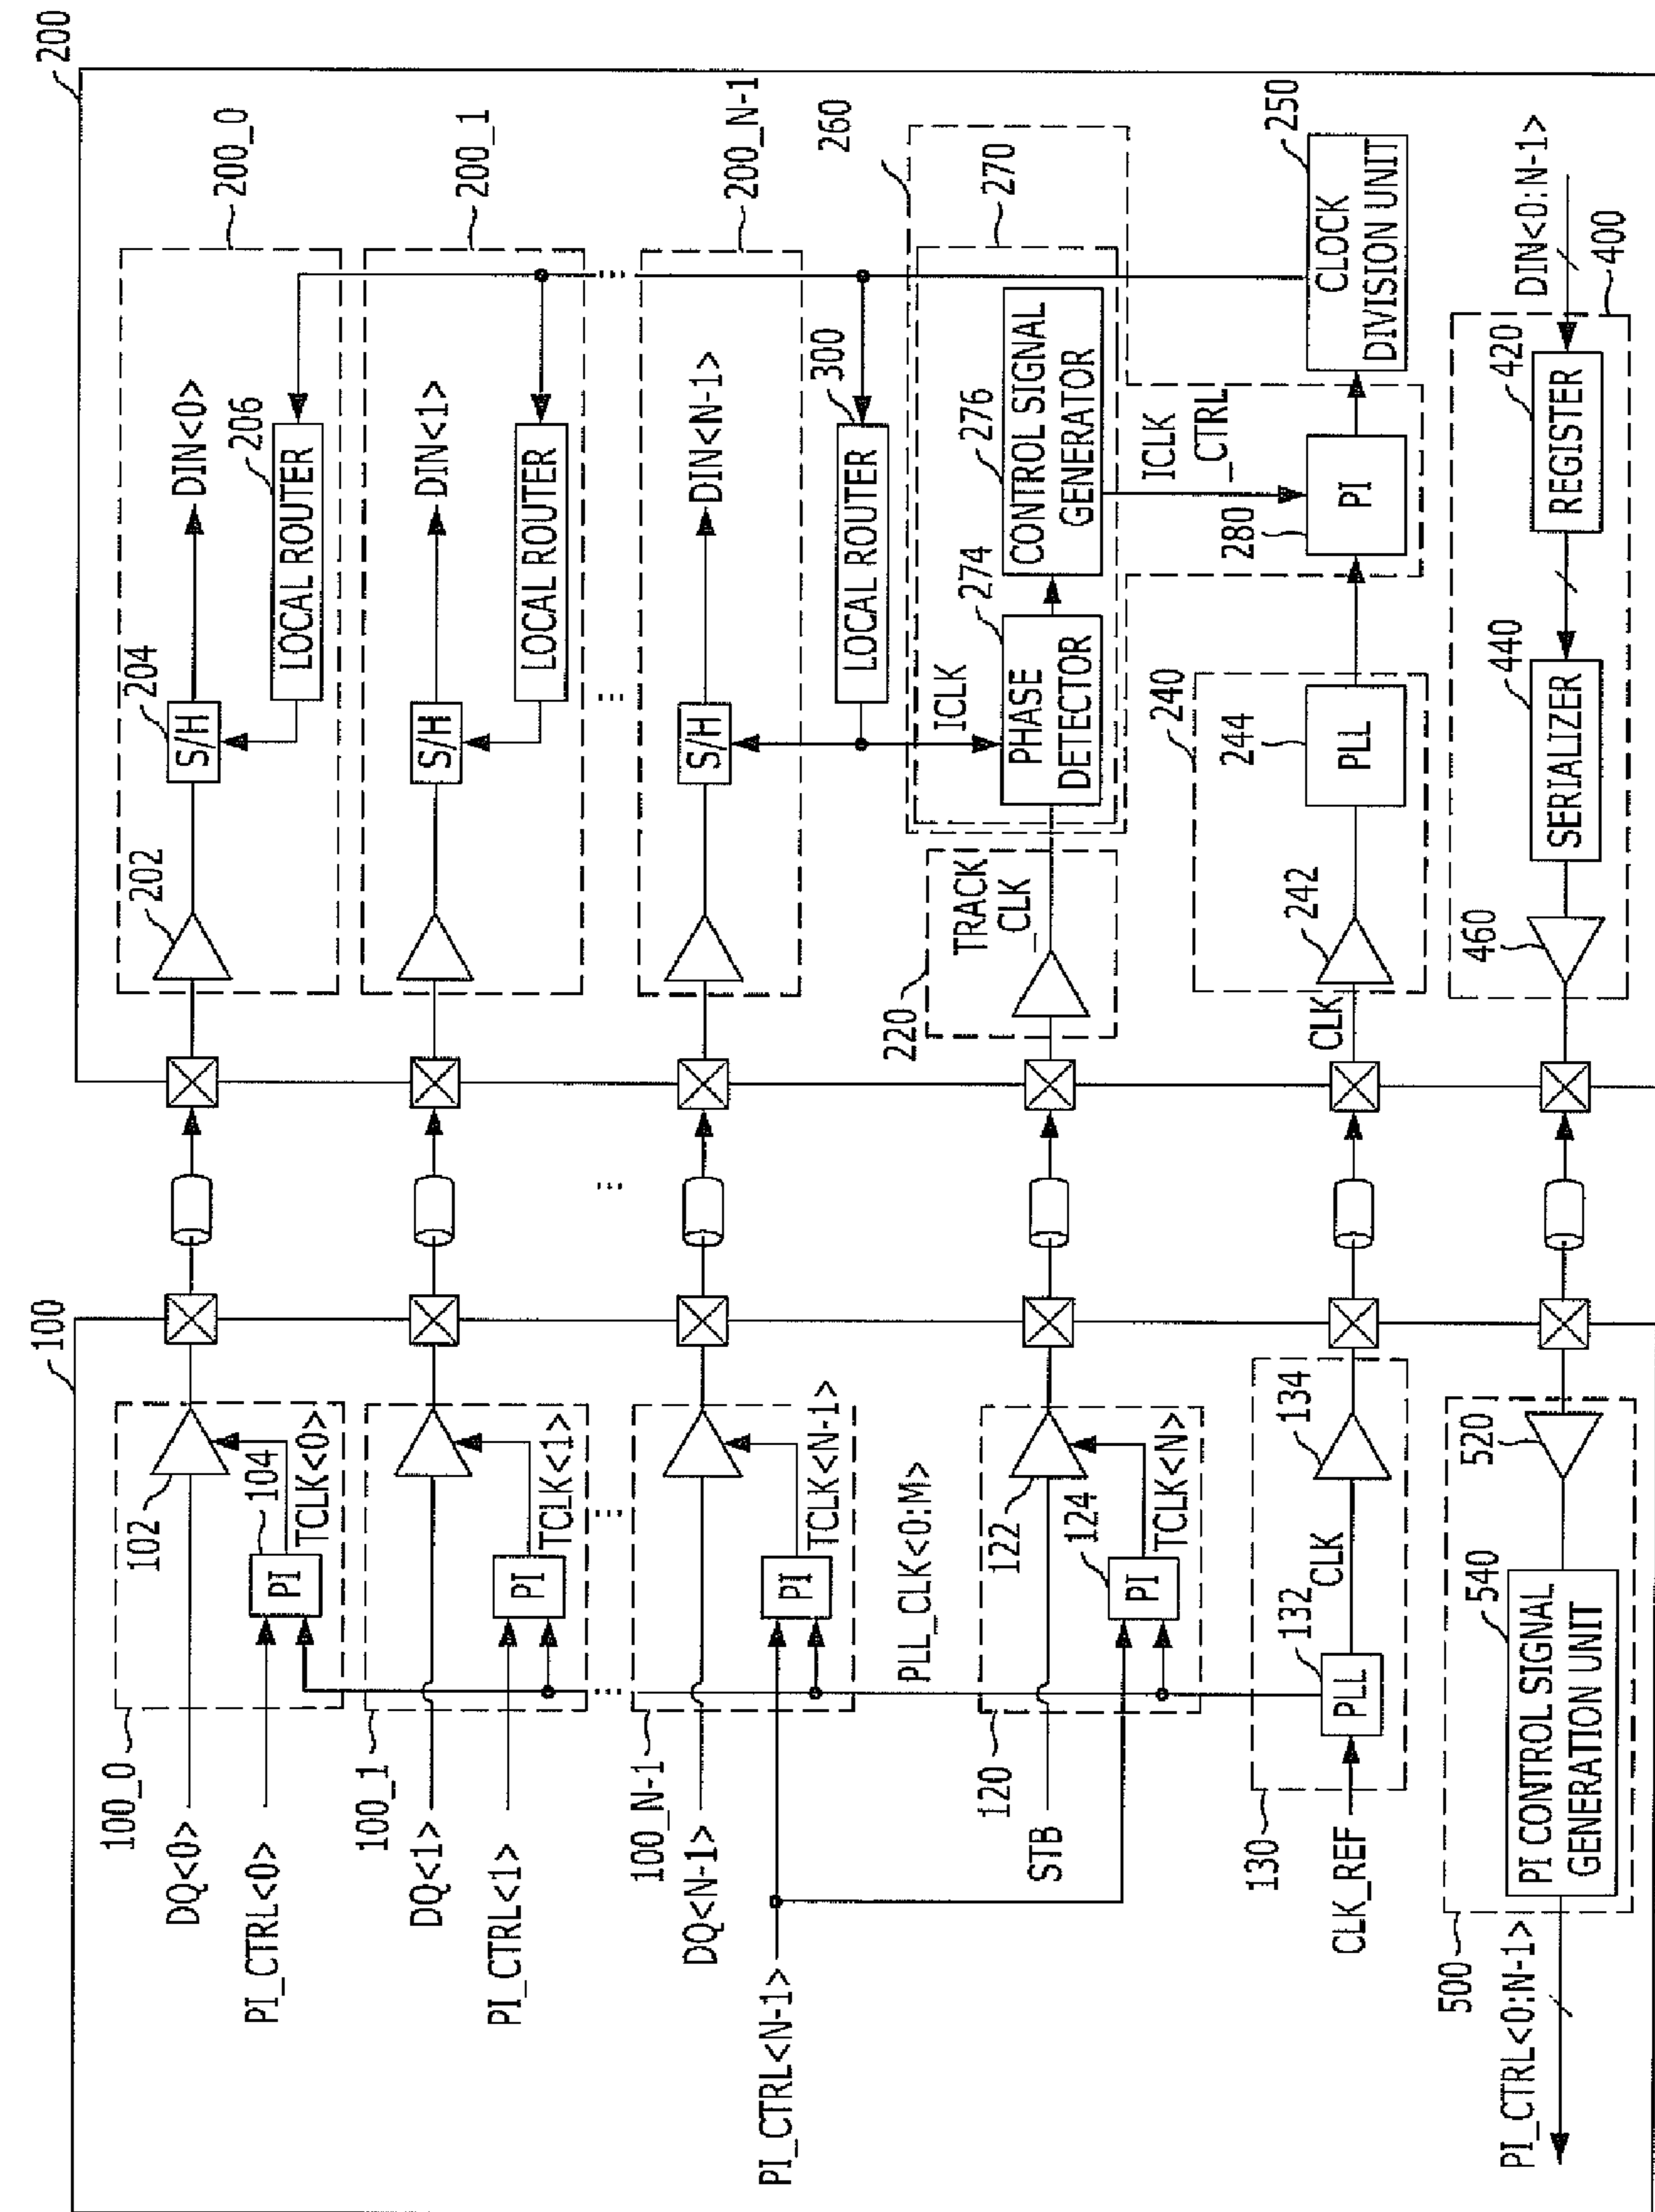 100
100_0
DQ<0>
PI_CTRL<0>
102
104
PI
TCLK<0>
100_1
DQ<1>
PI_CTRL<1>
PI
TCLK<1>
...
...
100_N-1
DQ<N-1>
PI_CTRL<N-1>
PI
TCLK<N-1>
PLL_CLK<0:M>
120
STB
122
124
PI
TCLK<N>
130
CLK_REF
132
PLL
CLK
134
500
PI_CTRL<0:N-1>
540
PI CONTROL SIGNAL
GENERATION UNIT
520
...
200
200_0
202
204
S/H
DIN<0>
206
LOCAL ROUTER
200_1
S/H
DIN<1>
LOCAL ROUTER
...
...
200_N-1
S/H
DIN<N-1>
300
LOCAL ROUTER
ICLK
260
270
220
TRACK
_CLK
274
PHASE
DETECTOR
276
CONTROL SIGNAL
GENERATOR
ICLK
_CTRL
240
CLK
242
244
PLL
280
PI
250
CLOCK
DIVISION UNIT
DIN<0:N-1>
400
460
440
SERIALIZER
420
REGISTER